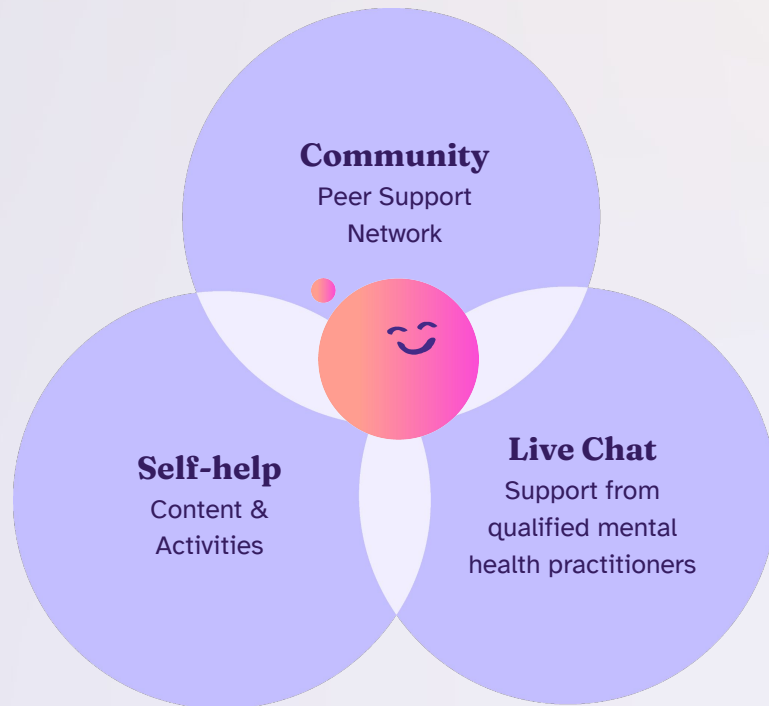 Community
Peer Support
Network
Self-help
Content &
Activities
Live Chat
Support from
qualified mental
health practitioners